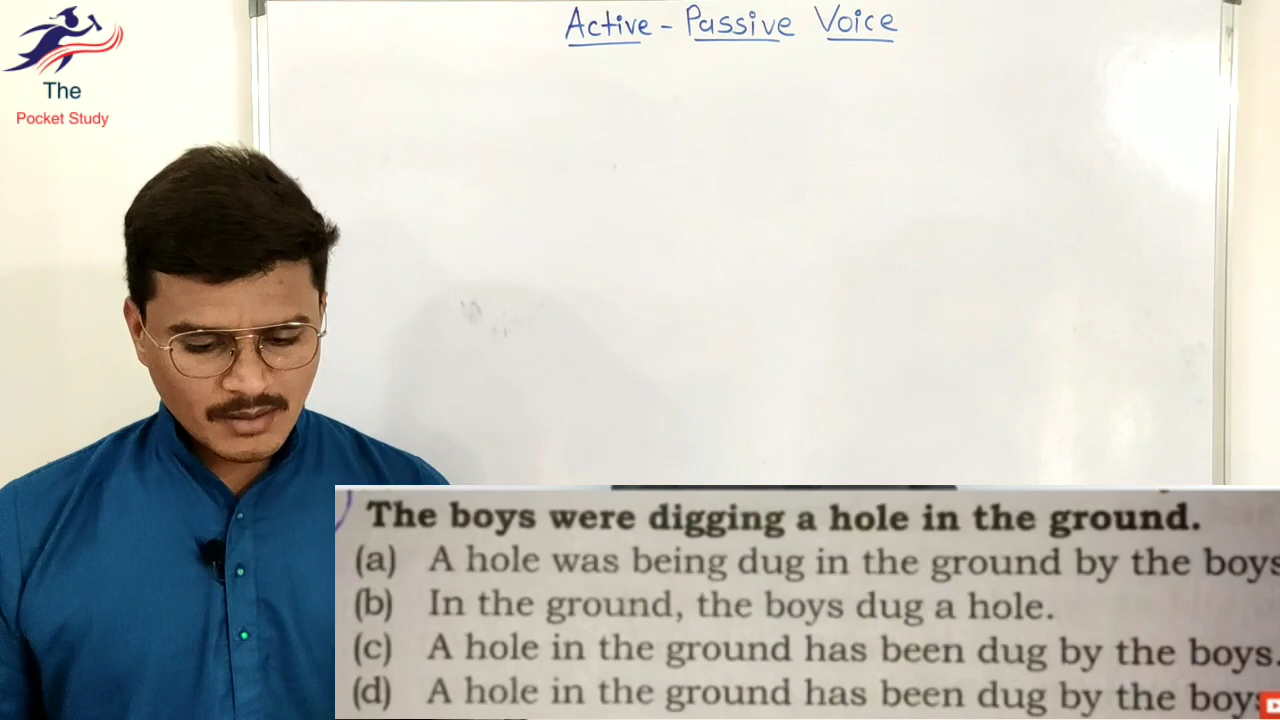 Active - Passive Voice
The
Pocket Study
The boys were digging a hole in the ground.
(a) A hole was being dug in the ground by the boys
(b) In the ground, the boys dug a hole.
(c) A hole in the ground has been dug by the boys.
(d) A hole in the ground has been dug by the boys